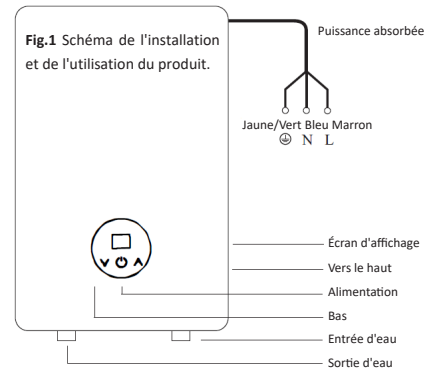 Fig.1 Schéma de l'installation
et de l'utilisation du produit.
Puissance absorbée
Jaune/Vert Bleu Marron
N L
Écran d'affichage
Vers le haut
Alimentation
Bas
Entrée d'eau
Sortie d'eau